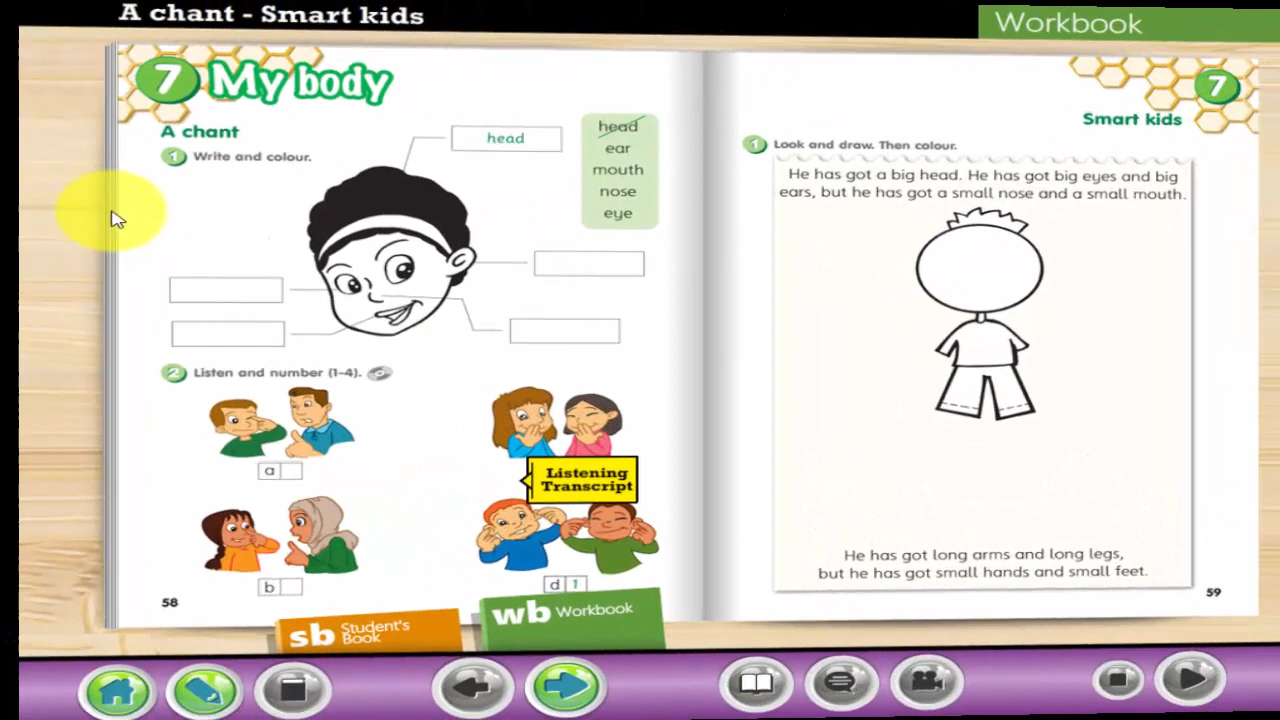 A chant - Smart kids
Workbook
7 My body
A chant
1 Write and colour.
head
head
ear
mouth
nose
eye
2 Listen and number (1-4).
a
Listening
Transcript
b
d 1
58
7
Smart kids
1 Look and draw. Then colour.
He has got a big head. He has got big eyes and big
ears, but he has got a small nose and a small mouth.
He has got long arms and long legs,
but he has got small hands and small feet.
59
sb Student's
Book
wb Workbook